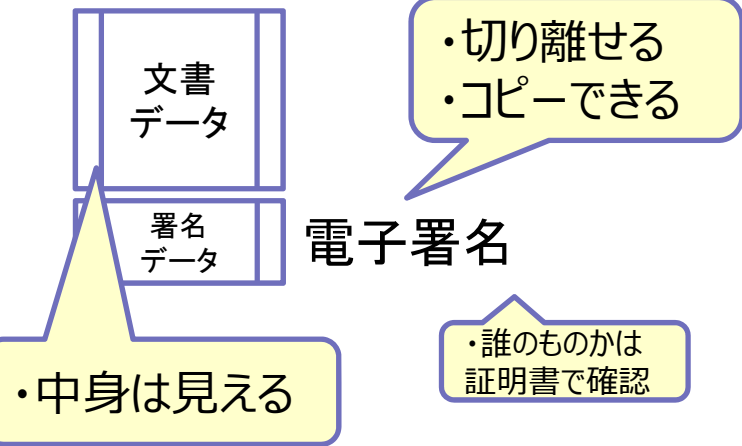 文書
データ
・切り離せる
・コピーできる
署名
データ
電子署名
・誰のものかは
証明書で確認
・中身は見える